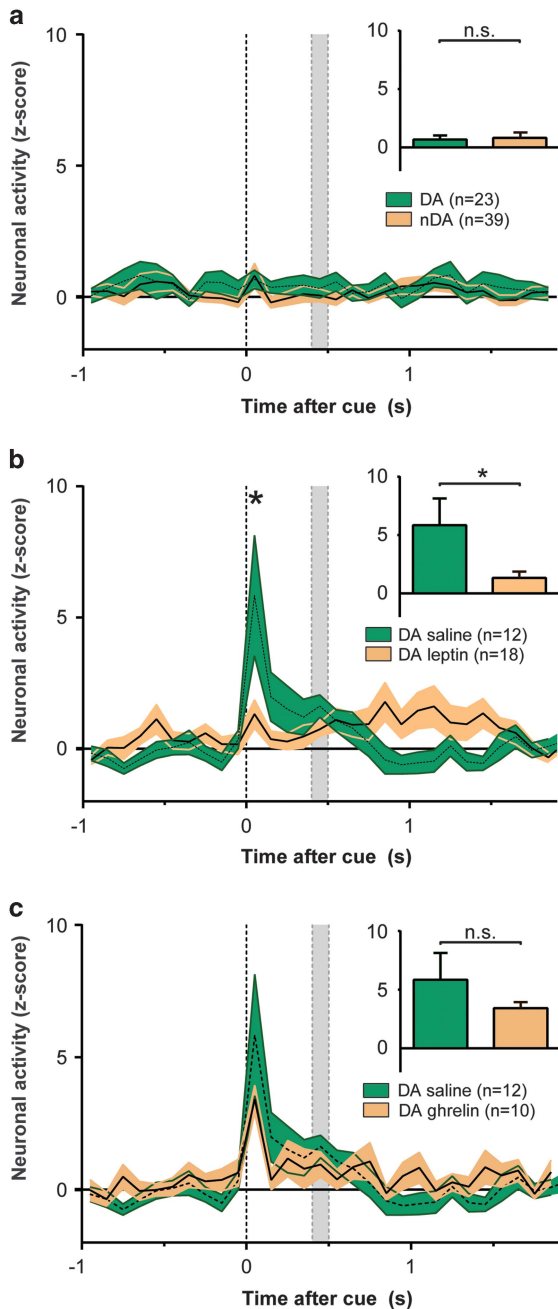 a
10
5
0
-1
0
1
Neuronal activity (z-score)
Time after cue (s)
n.s.
10
5
0
DA (n=23)
nDA (n=39)
b
10
5
0
-1
0
1
Neuronal activity (z-score)
Time after cue (s)
*
*
10
5
0
DA saline (n=12)
DA leptin (n=18)
c
10
5
0
-1
0
1
Neuronal activity (z-score)
Time after cue (s)
n.s.
10
5
0
DA saline (n=12)
DA ghrelin (n=10)